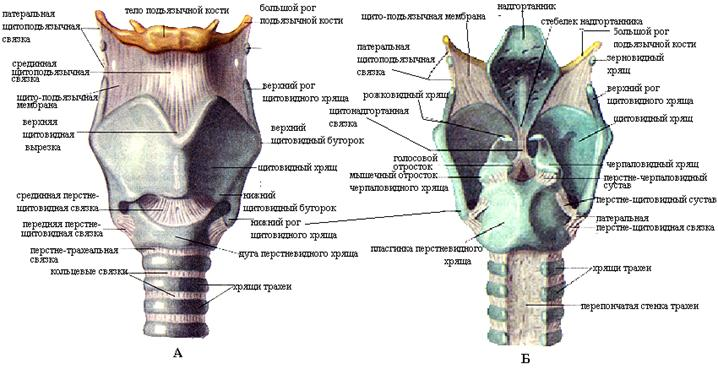 тело подъязычной кости
патеральная
щитоподъязычная
связка
большой рог
подъязычной кости
срединная
щитоподъязычная
связка
щито-подъязычная
мембрана
верхняя
щитовидная
вырезка
верхний рог
щитовидного хряща
верхний
щитовидный буторок
щитовидный хрящ
срединная перстне-
щитовидная связка
передняя перстне-
щитовидная связка
перстне-трахеальная
связка
кольцевые связки
нижний
щитовидный буторок
нижний рог
щитовидного хряща
дуга перстневидного хряща
хрящи трахеи
А
надгортанник
щито-подъязычная мембрана
стебелек надгортанника
патеральная
щитоподъязычная
связка
большой рог
подъязычной кости
зерновидный
хрящ
рожковидный хрящ
щитонадгортанная
связка
верхний рог
щитовидного хряща
щитовидный хрящ
голосовой
отросток
мышечный отросток
черпаловидного хряща
черпаловидный хрящ
перстне-черпаловидный
сустав
перстне-щитовидный сустав
патеральная
перстне-щитовидная связка
пластинка перстневидного
хряща
хрящи трахеи
перепончатая стенка трахеи
Б